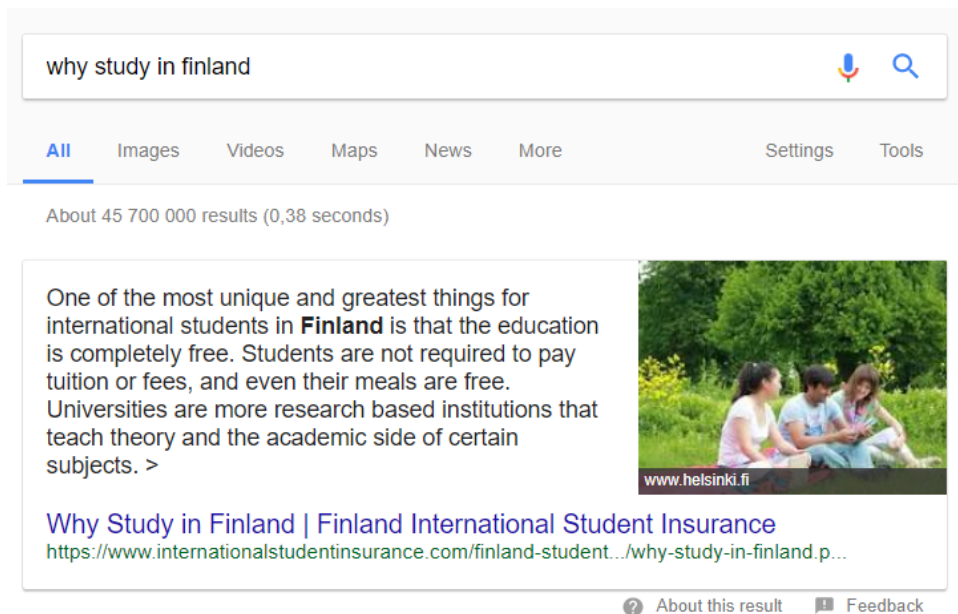 why study in finland
All Images Videos Maps News More Settings Tools
About 45 700 000 results (0,38 seconds)
One of the most unique and greatest things for
international students in Finland is that the education
is completely free. Students are not required to pay
tuition or fees, and even their meals are free.
Universities are more research based institutions that
teach theory and the academic side of certain
subjects. >
www.helsinki.fi
Why Study in Finland | Finland International Student Insurance
https://www.internationalstudentinsurance.com/finland-student.../why-study-in-finland.p...
About this result Feedback